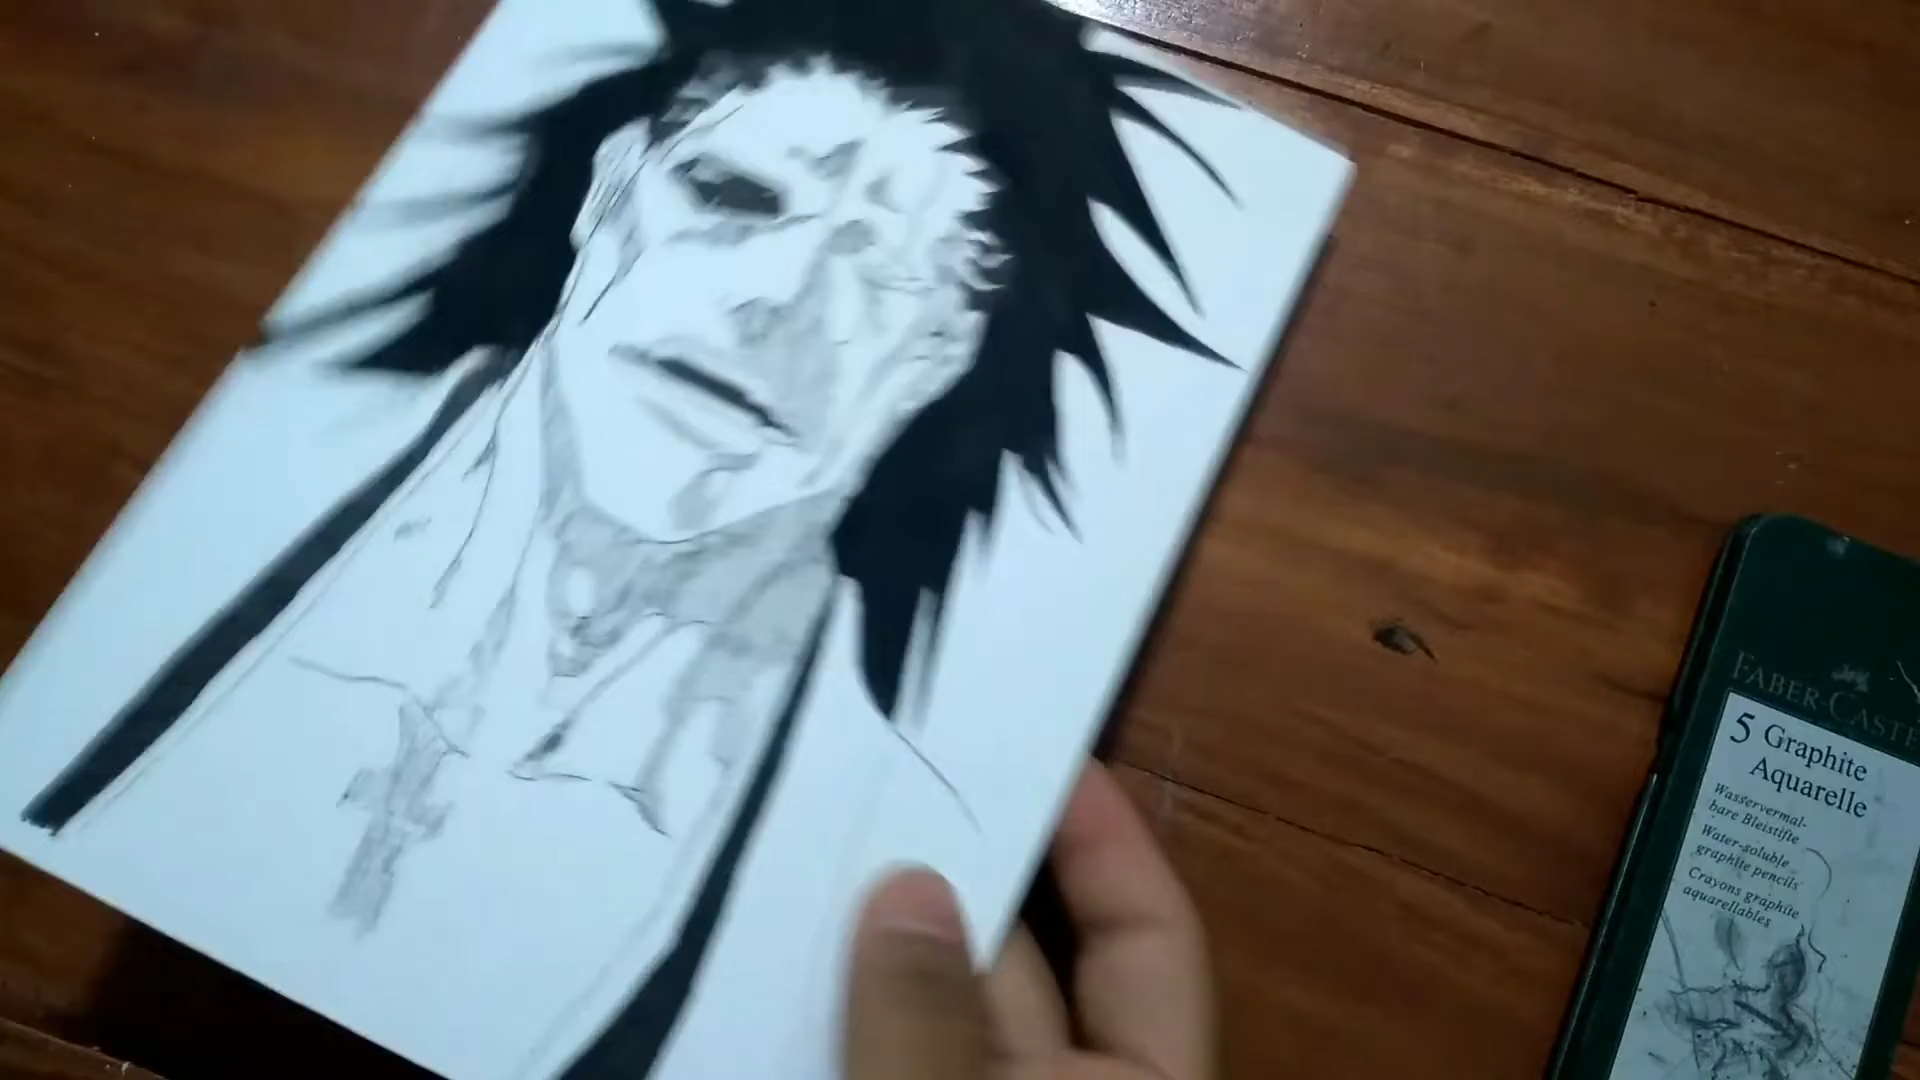 FABER-CASTE
5 Graphite
Aquarelle
Wasservermal-
bare Bleistifte
Water-soluble
graphite pencils
Crayons graphite
aquarellables